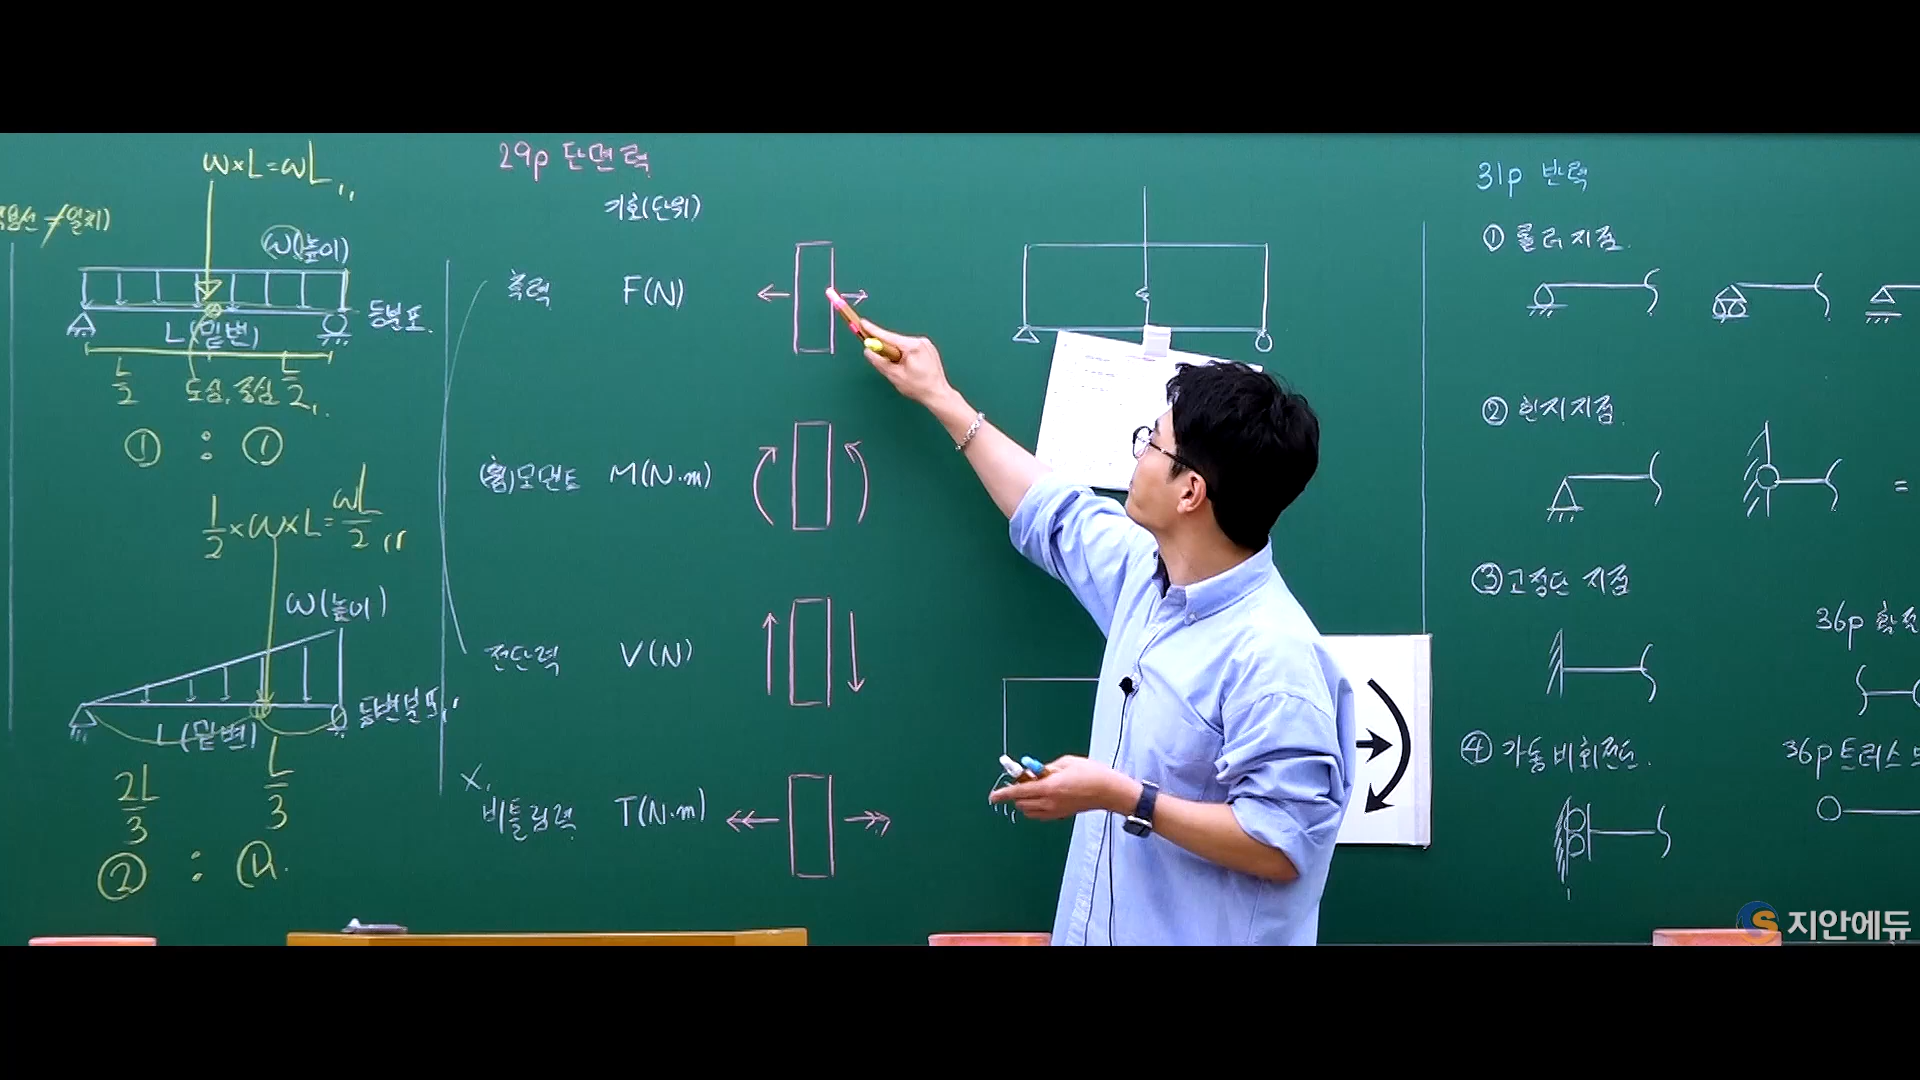 w×L=wL
w(높이)
등분포
L(밑변)
L/2 도심, 중심 L/2
① : ①
1/2×w×L=wL/2
w(높이)
등변분포
L(밑변)
2L/3 L/3
② : ①
29p 단면력
기호(단위)
축력 F(N)
(휨)모멘트 M(N·m)
전단력 V(N)
X
비틀림력 T(N·m)
31p 반력
① 롤러지점
② 힌지지점
=
③ 고정단 지점
④ 가동비회전단
36p
36p 트러스
지안에듀